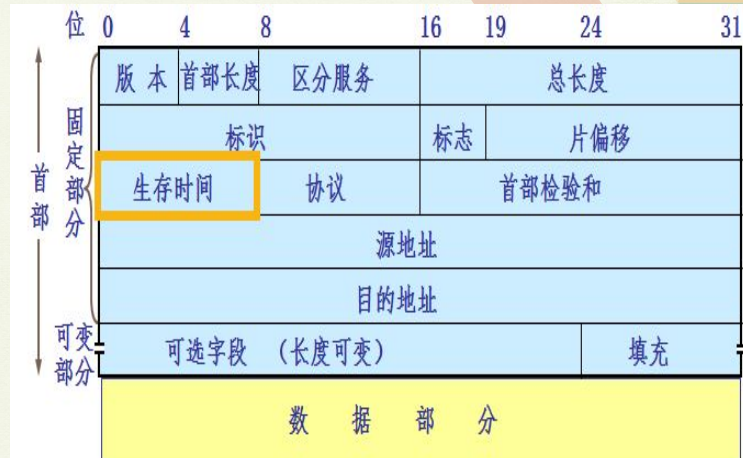 位 0 4 8 16 19 24 31
版 本 首部长度 区分服务 总长度
标识 标志 片偏移
生存时间 协议 首部检验和
源地址
目的地址
可选字段 （长度可变） 填充
数 据 部 分
首部
固定部分
可变部分